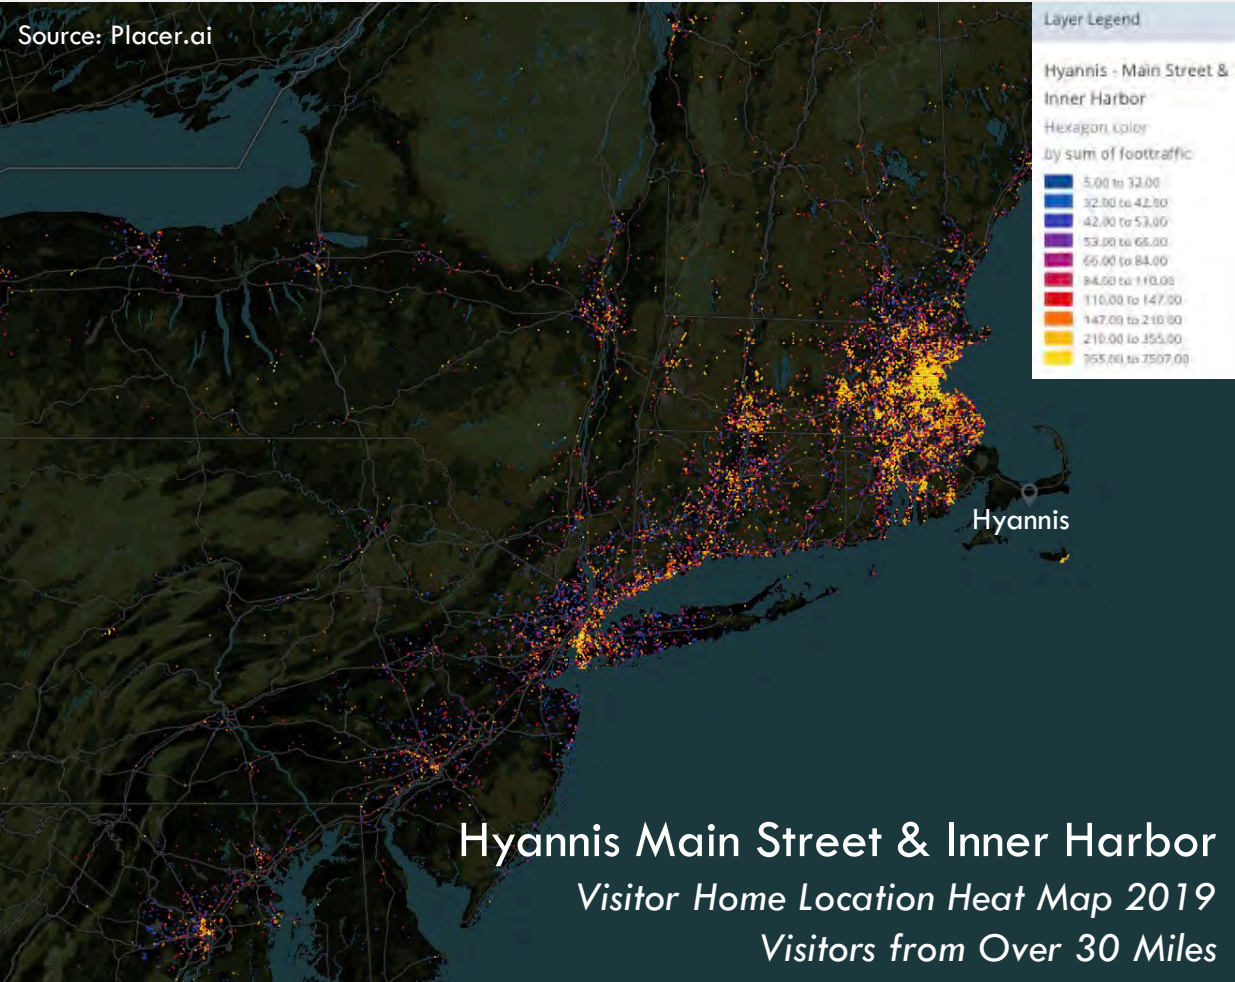 Source: Placer.ai
Layer Legend
Hyannis - Main Street &
Inner Harbor
Hexagon color
by sum of foottraffic
5.00 to 32.00
32.00 to 42.00
42.00 to 53.00
53.00 to 66.00
66.00 to 84.00
84.00 to 110.00
110.00 to 147.00
147.00 to 210.00
210.00 to 355.00
355.00 to 7507.00
Hyannis
Hyannis Main Street & Inner Harbor
Visitor Home Location Heat Map 2019
Visitors from Over 30 Miles